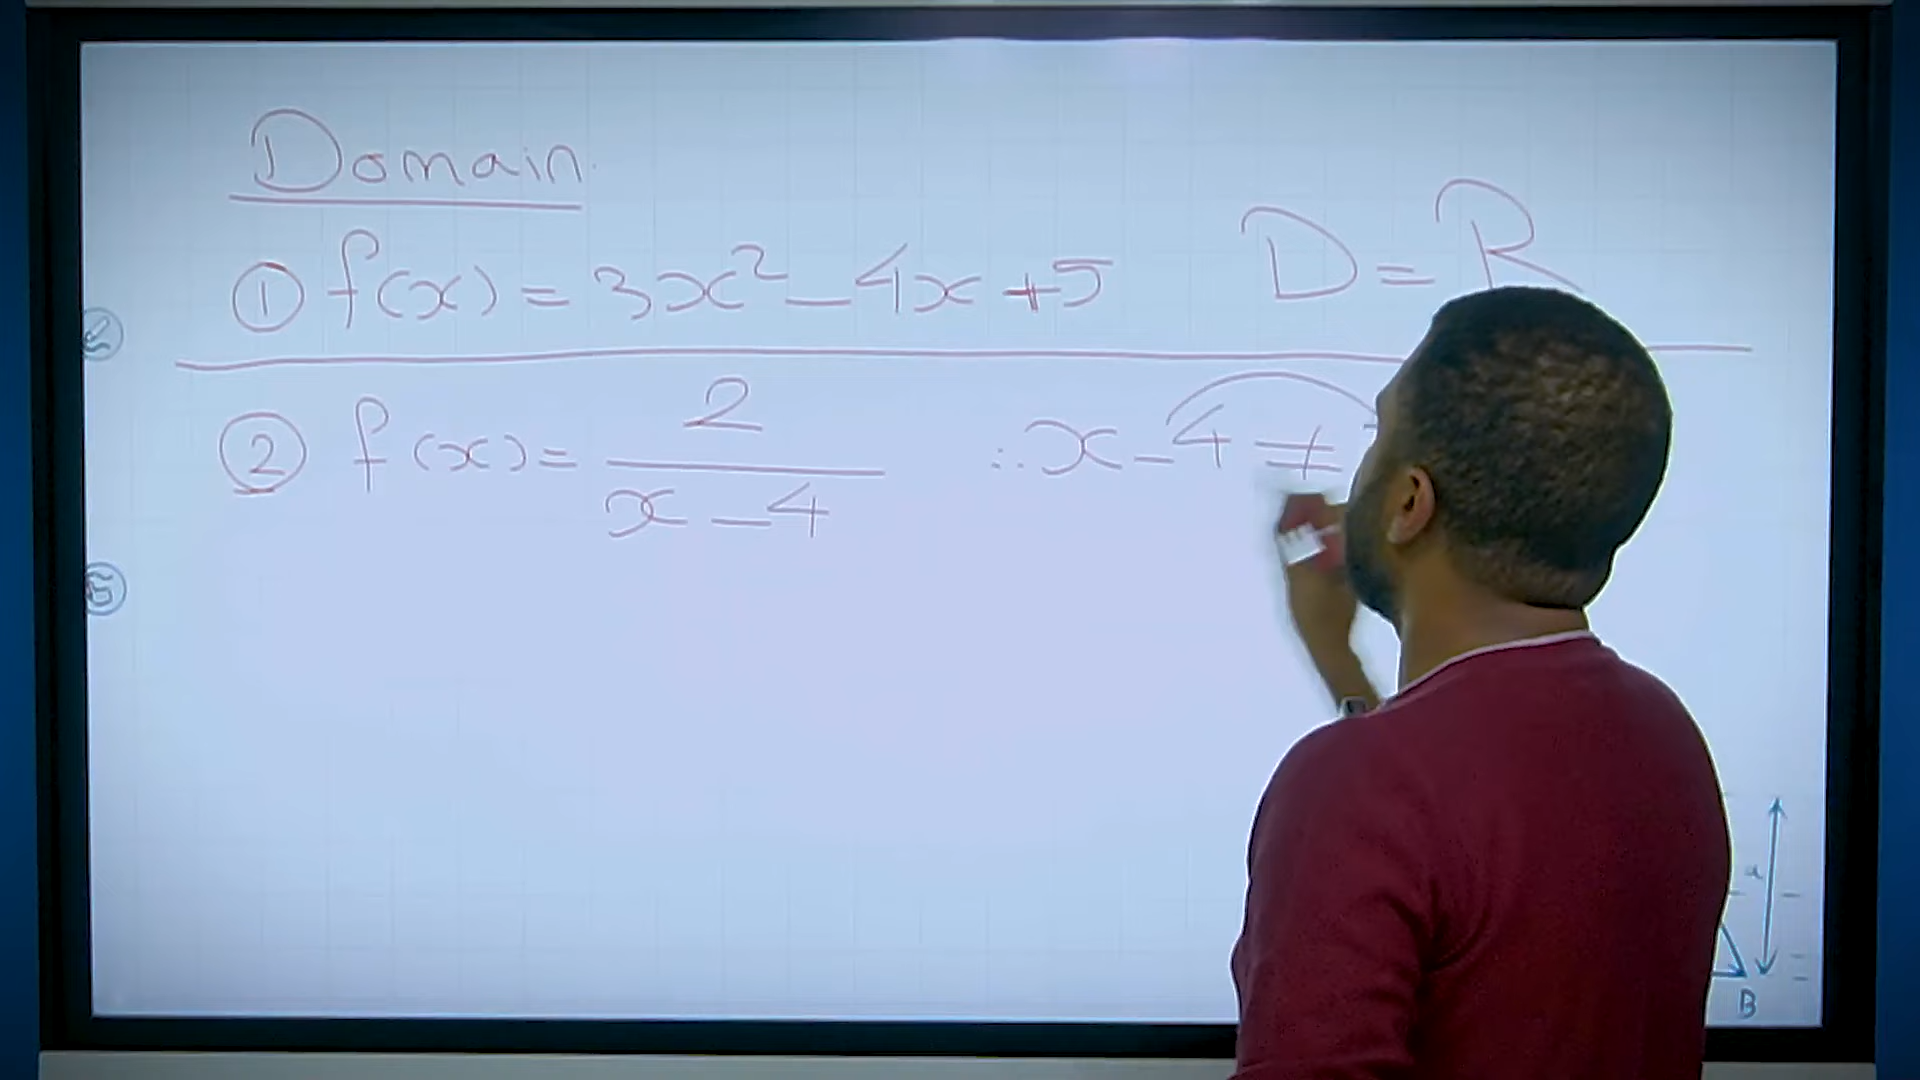 Domain.
① f(x) = 3x² - 4x + 5 D = R
② f(x) = 2 / (x - 4) ∴ x - 4 ≠
B